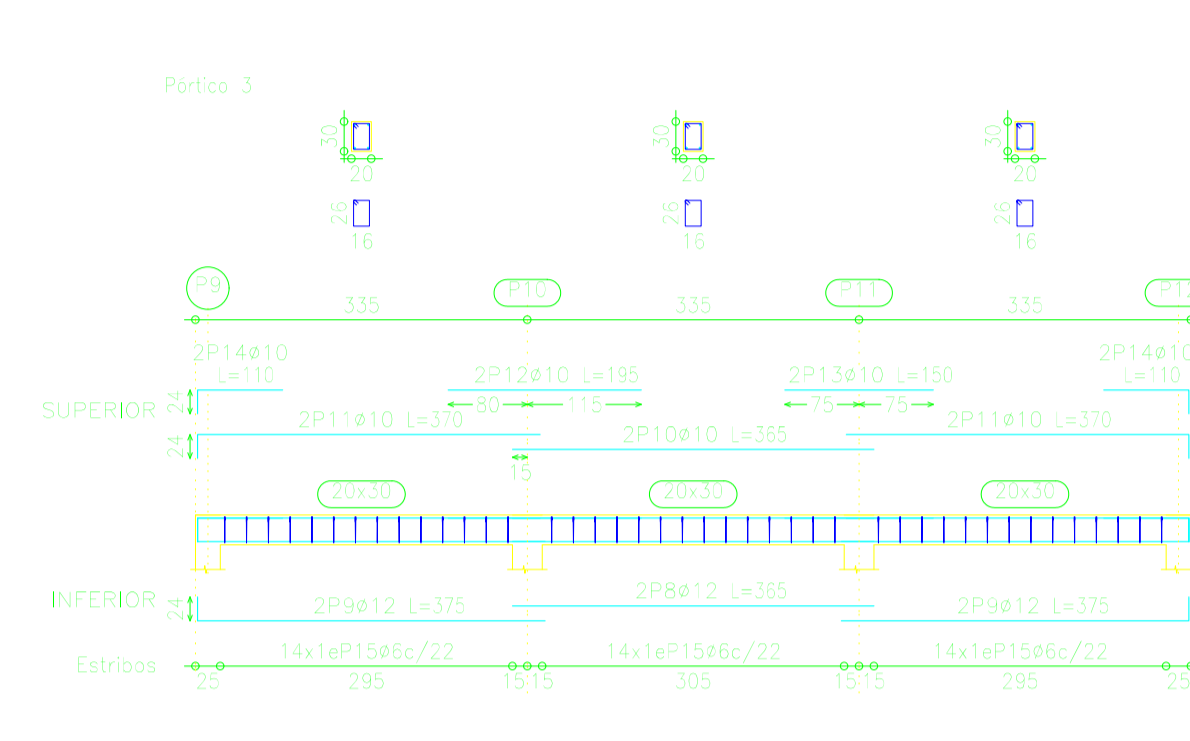 Pórtico 3
30 30 30
20 20 20
26 26 26
16 16 16
P9 P10 P11
335 335 335
2P14ø10 2P14ø10
L=110 2P12ø10 L=195 2P13ø10 L=150 L=110
24 80 115 75 75
SUPERIOR
2P11ø10 L=370 2P10ø10 L=365 2P11ø10 L=370
24
15
20x30 20x30 20x30
INFERIOR
24 2P9ø12 L=375 2P8ø12 L=365 2P9ø12 L=375
Estribos 14x1eP15ø6c/22 14x1eP15ø6c/22 14x1eP15ø6c/22
25 295 15 15 305 15 15 295 25